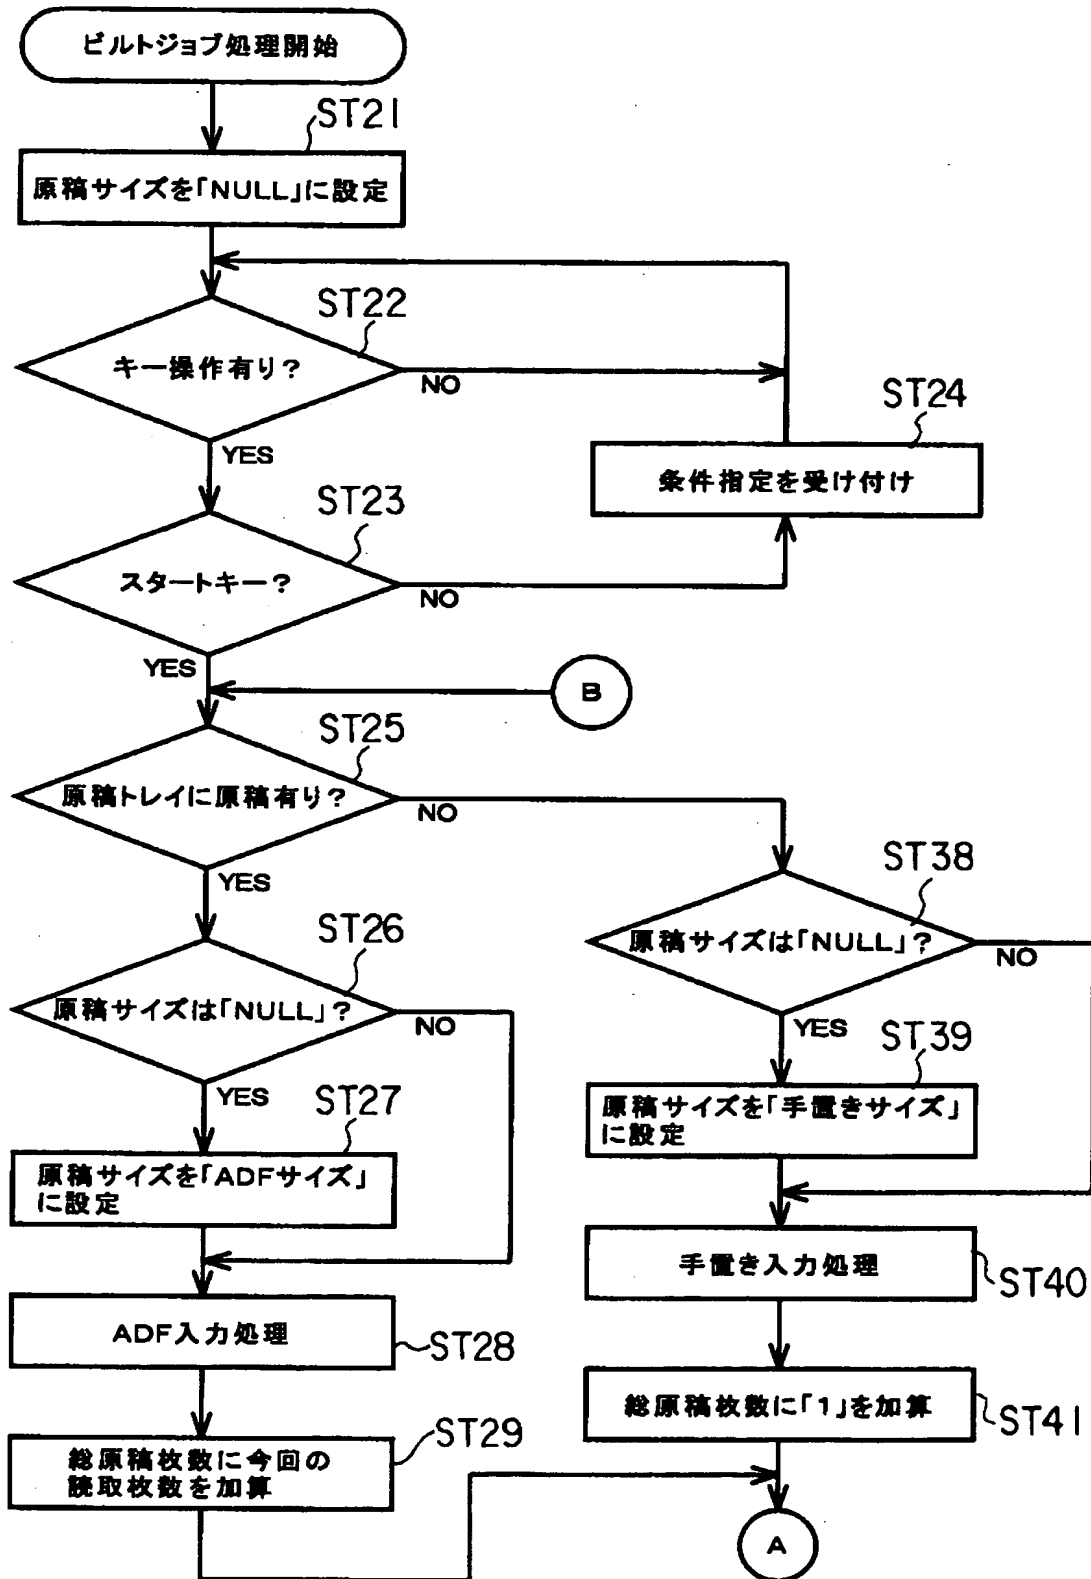 ビルトジョブ処理開始
ST21
原稿サイズを「NULL」に設定
ST22
キー操作有り?
NO
YES
ST24
条件指定を受け付け
ST23
スタートキー?
NO
YES
B
ST25
原稿トレイに原稿有り?
NO
YES
ST38
原稿サイズは「NULL」?
NO
YES
ST26
原稿サイズは「NULL」?
NO
YES
ST39
原稿サイズを「手置きサイズ」
に設定
ST27
原稿サイズを「ADFサイズ」
に設定
手置き入力処理
ST40
ADF入力処理
ST28
総原稿枚数に「1」を加算
ST41
ST29
総原稿枚数に今回の
読取枚数を加算
A